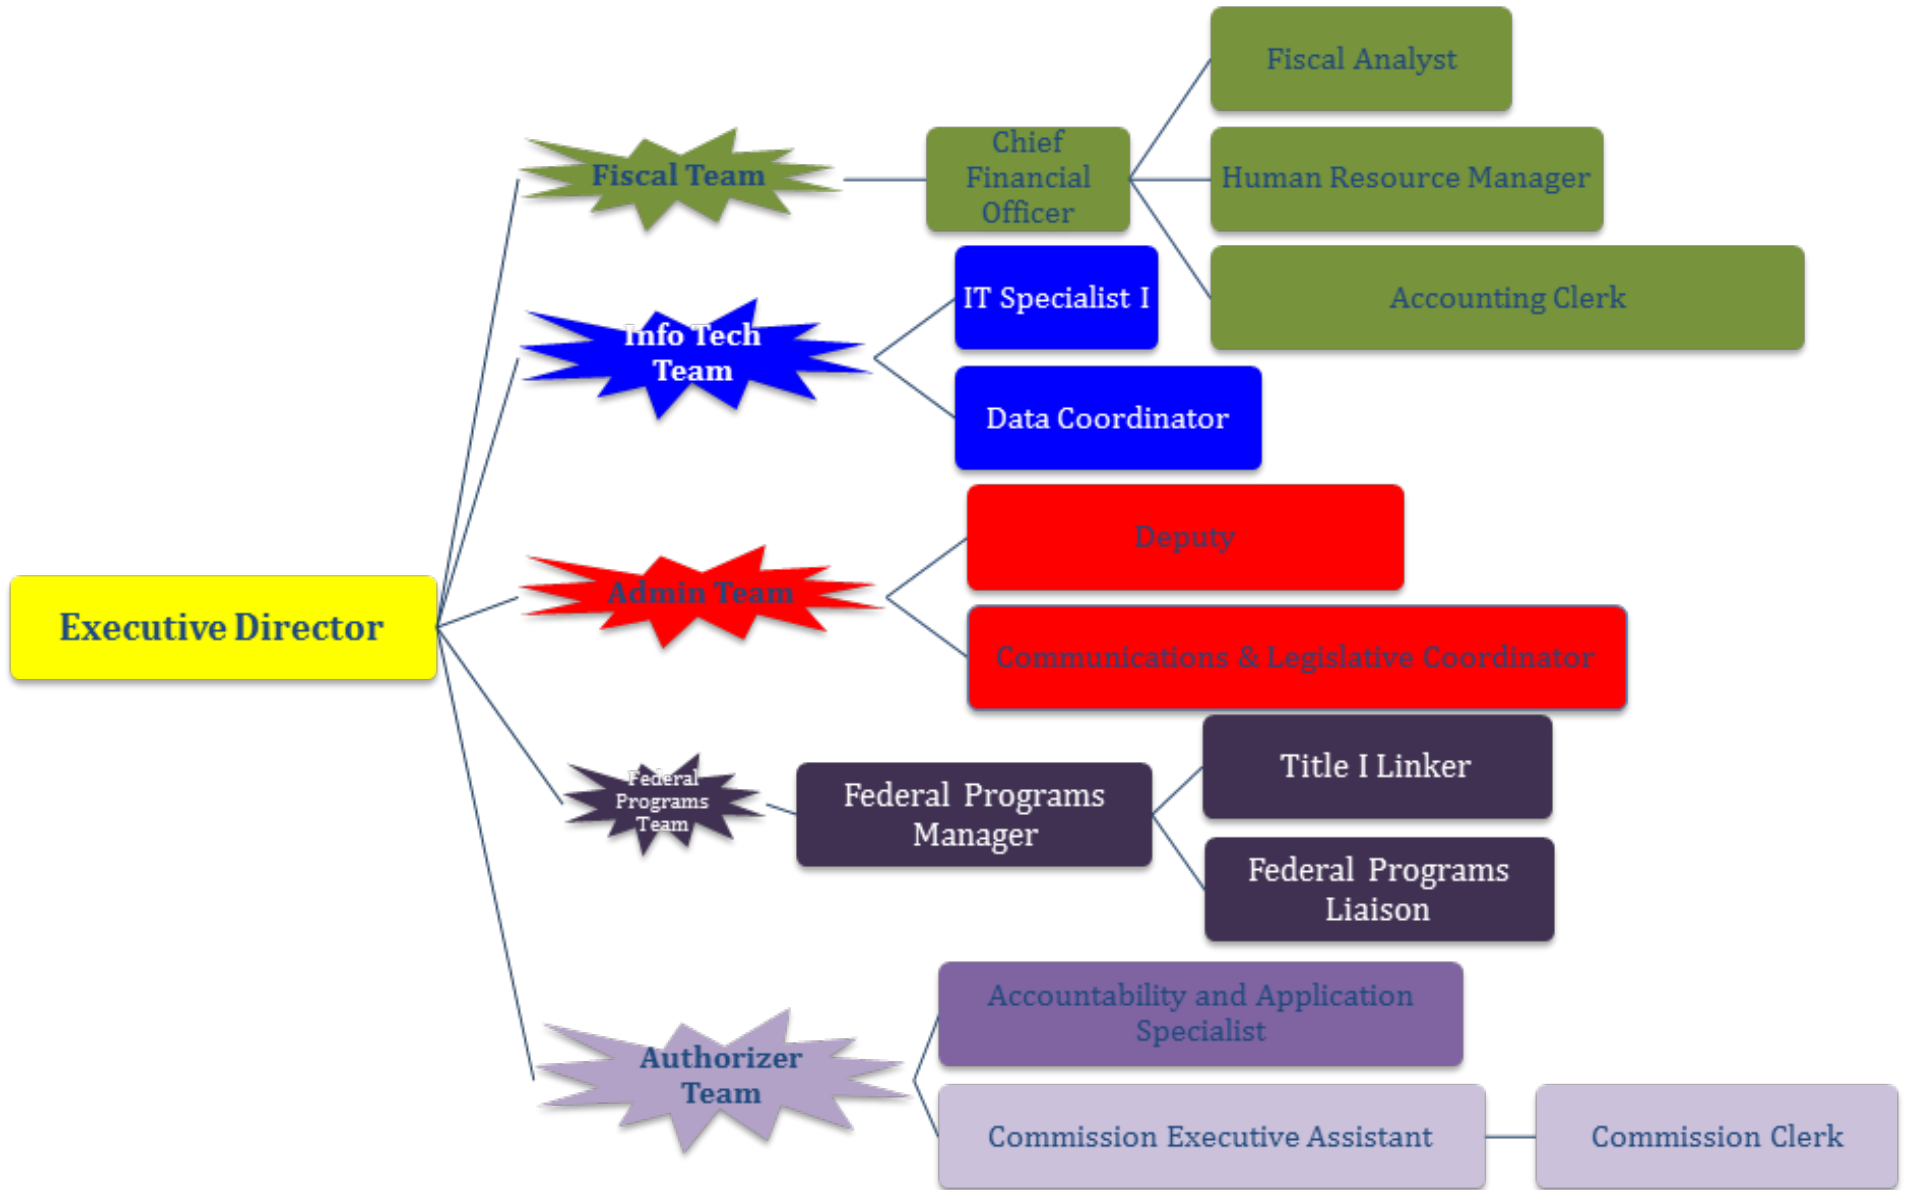 Executive Director
Fiscal Team
Chief
Financial
Officer
Fiscal Analyst
Human Resource Manager
Accounting Clerk
Info Tech
Team
IT Specialist I
Data Coordinator
Admin Team
Deputy
Communications & Legislative Coordinator
Federal
Programs
Team
Federal Programs
Manager
Title I Linker
Federal Programs
Liaison
Authorizer
Team
Accountability and Application
Specialist
Commission Executive Assistant
Commission Clerk